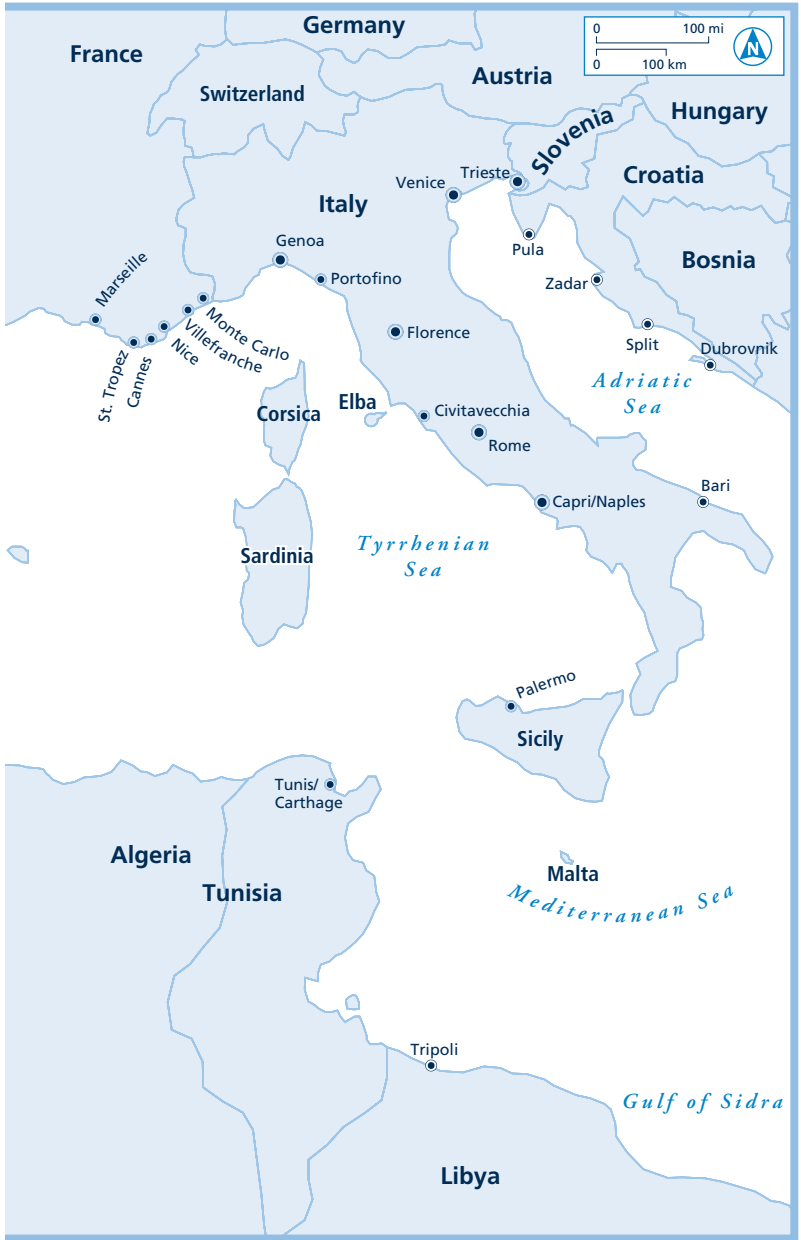 Germany
France
0 100 mi
0 100 km
N
Switzerland
Austria
Hungary
Slovenia
Croatia
Venice
Trieste
Italy
Genoa
Pula
Bosnia
Portofino
Zadar
Marseille
Monte Carlo
Villefranche
Nice
Cannes
St. Tropez
Florence
Split
Dubrovnik
Adriatic
Sea
Corsica
Elba
Civitavecchia
Rome
Bari
Capri/Naples
Tyrrhenian
Sea
Sardinia
Palermo
Sicily
Tunis/
Carthage
Algeria
Tunisia
Malta
Mediterranean Sea
Tripoli
Gulf of Sidra
Libya